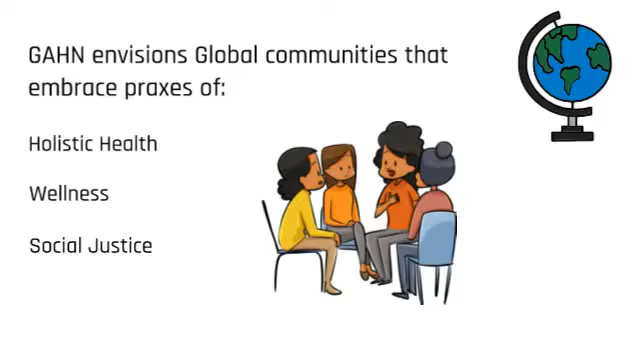 GAHN envisions Global communities that
embrace praxes of:
Holistic Health
Wellness
Social Justice